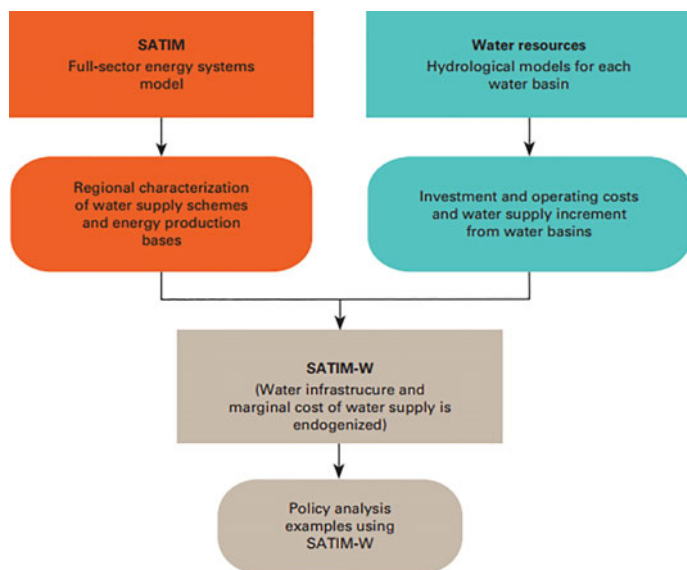 SATIM
Full-sector energy systems
model
Water resources
Hydrological models for each
water basin
Regional characterization
of water supply schemes
and energy production
bases
Investment and operating costs
and water supply increment
from water basins
SATIM-W
(Water infrastrucure and
marginal cost of water supply is
endogenized)
Policy analysis
examples using
SATIM-W